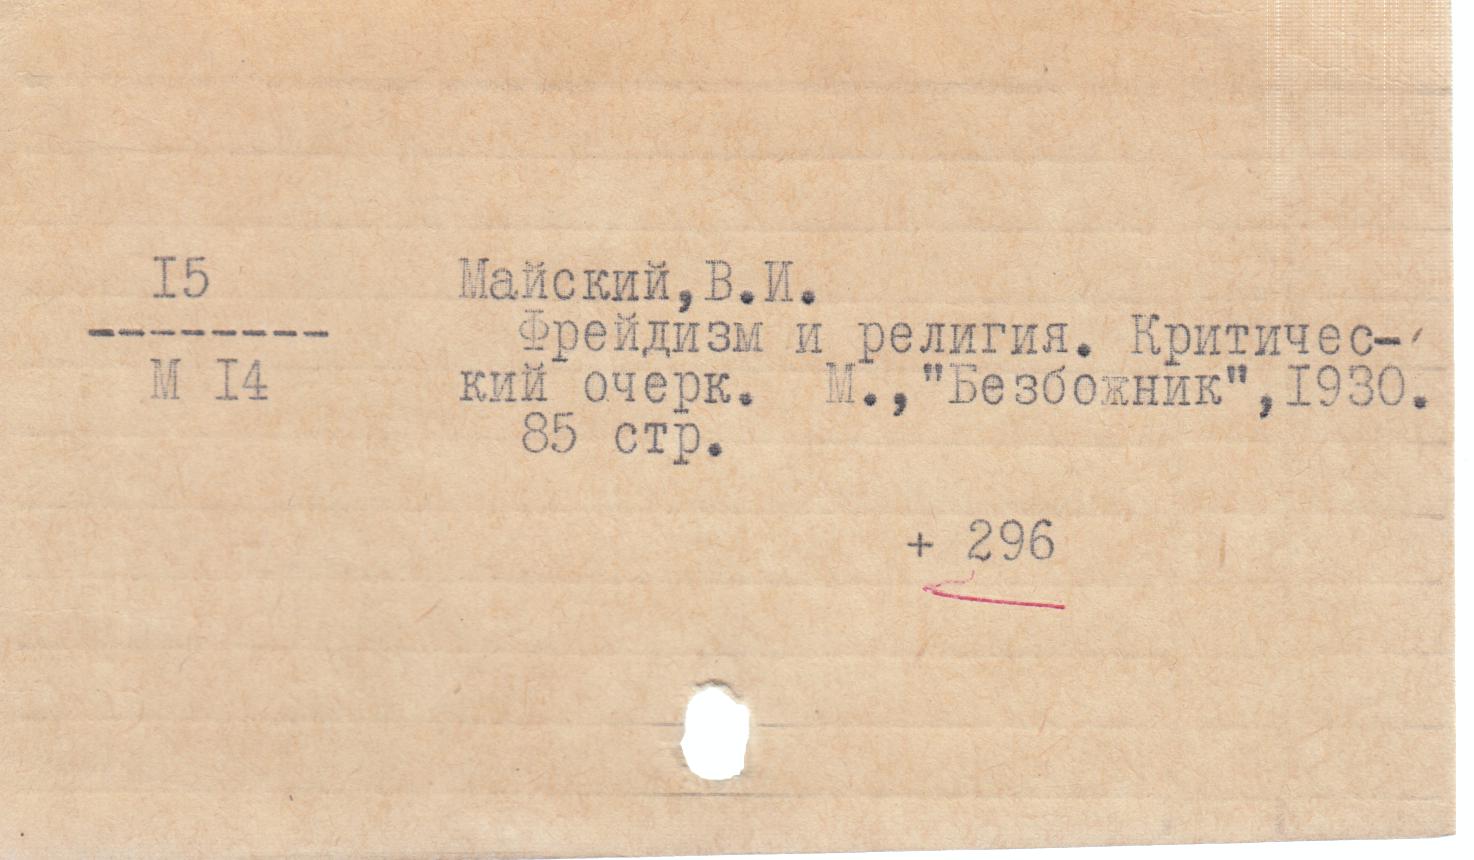 I5
--------
М I4
Майский,В.И.
Фрейдизм и религия. Критичес-
кий очерк. М.,"Безбожник",I930.
85 стр.
+ 296